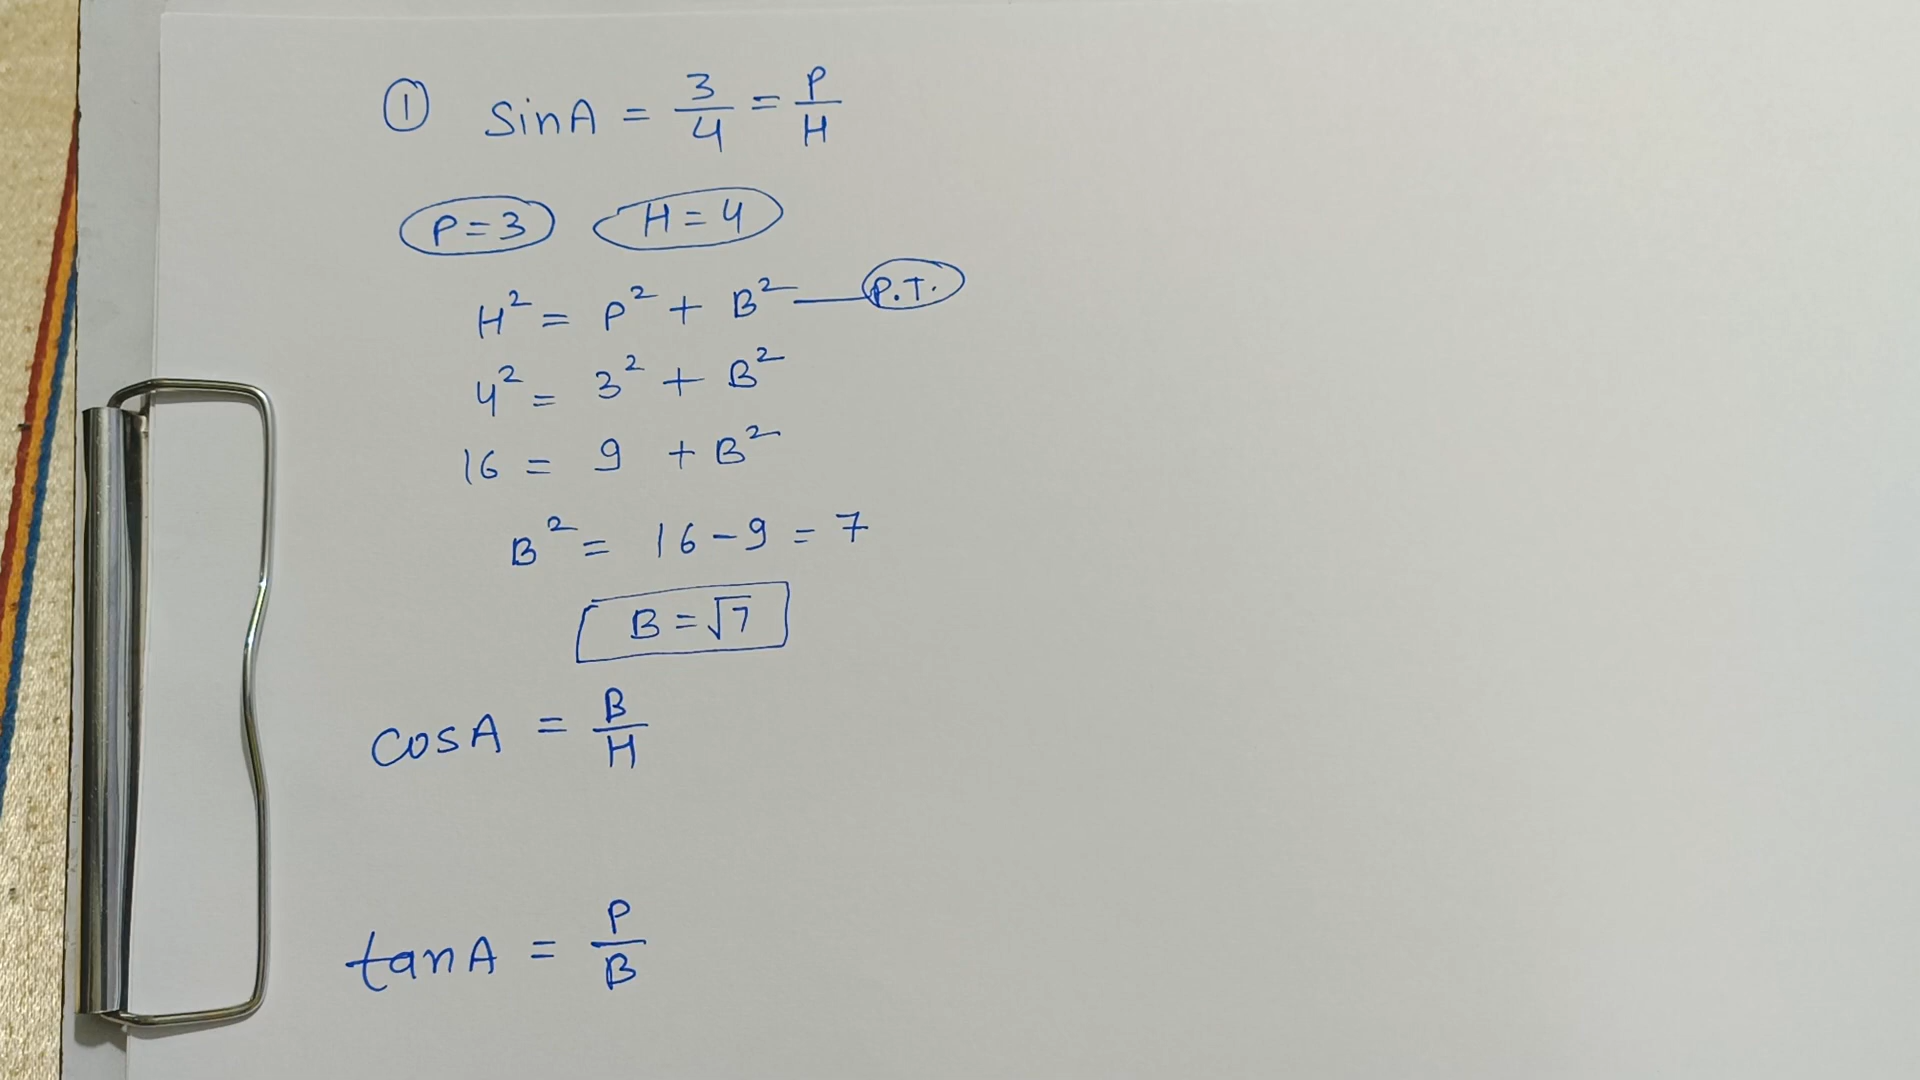 ① sinA = 3/4 = P/H
P=3 H=4
H² = P² + B² — P.T.
4² = 3² + B²
16 = 9 + B²
B² = 16-9 = 7
B = √7
cosA = B/H
tanA = P/B